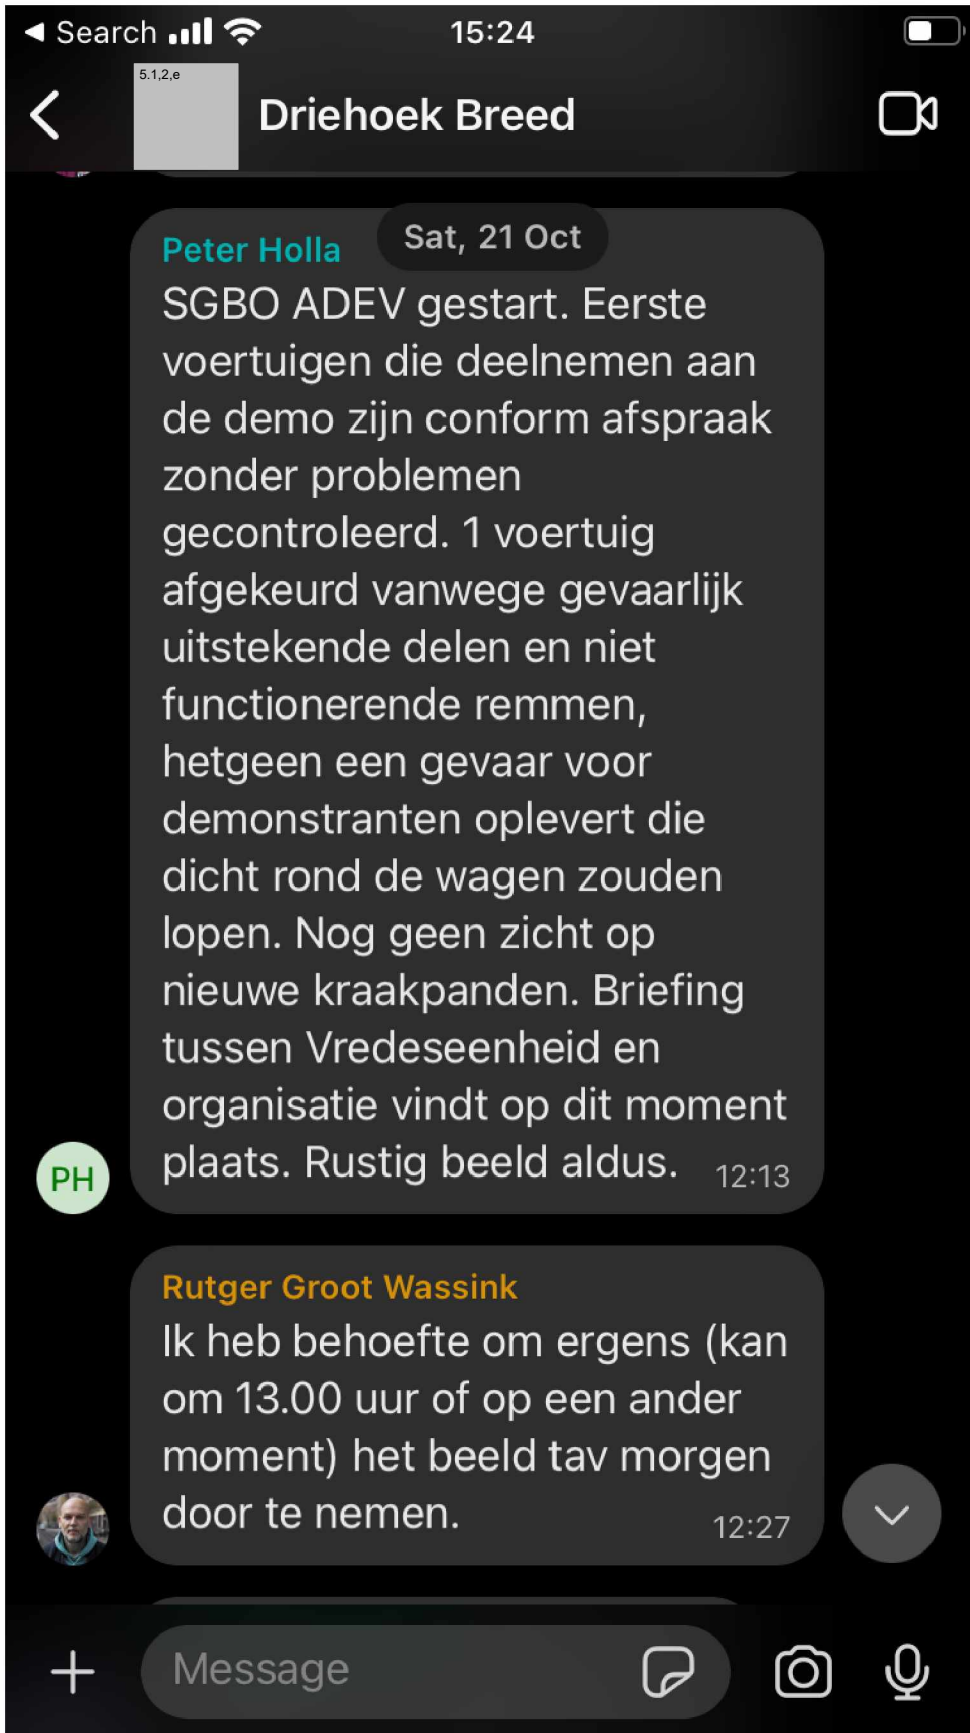 ◀ Search
15:24
5.1,2,e
Driehoek Breed
Sat, 21 Oct
Peter Holla
SGBO ADEV gestart. Eerste
voertuigen die deelnemen aan
de demo zijn conform afspraak
zonder problemen
gecontroleerd. 1 voertuig
afgekeurd vanwege gevaarlijk
uitstekende delen en niet
functionerende remmen,
hetgeen een gevaar voor
demonstranten oplevert die
dicht rond de wagen zouden
lopen. Nog geen zicht op
nieuwe kraakpanden. Briefing
tussen Vredeseenheid en
organisatie vindt op dit moment
plaats. Rustig beeld aldus.
12:13
PH
Rutger Groot Wassink
Ik heb behoefte om ergens (kan
om 13.00 uur of op een ander
moment) het beeld tav morgen
door te nemen.
12:27
Message